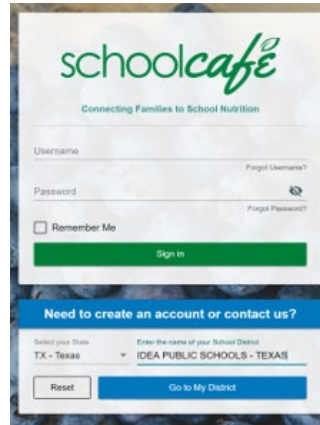 schoolcafé
Connecting Families to School Nutrition
Username
Forgot Username?
Password
Forgot Password?
Remember Me
Sign in
Need to create an account or contact us?
Select your State
Enter the name of your School District
TX - Texas
IDEA PUBLIC SCHOOLS - TEXAS
Reset
Go to My District